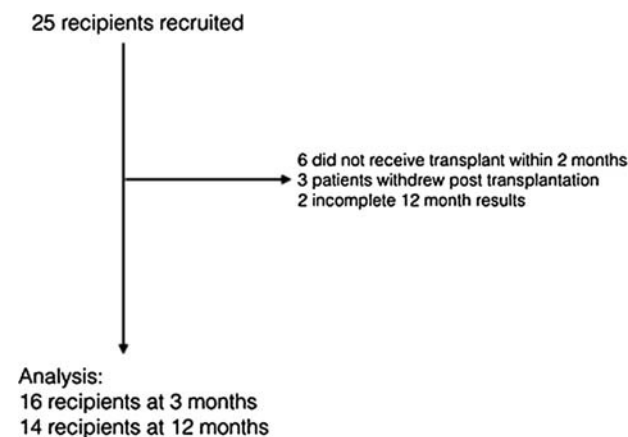 25 recipients recruited
6 did not receive transplant within 2 months
3 patients withdrew post transplantation
2 incomplete 12 month results
Analysis:
16 recipients at 3 months
14 recipients at 12 months